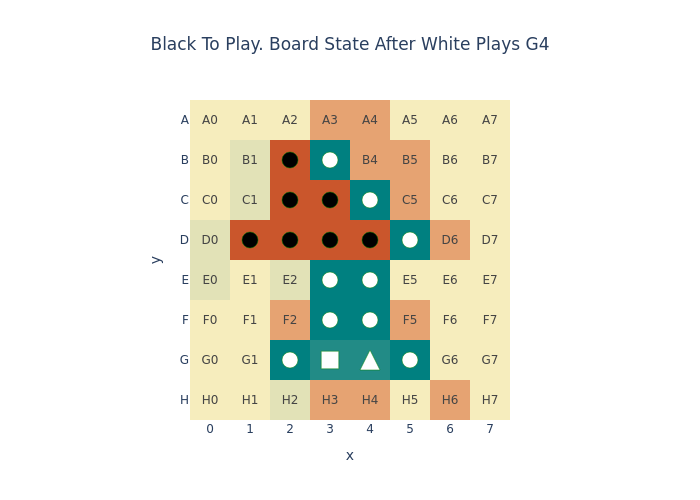 Black To Play. Board State After White Plays G4
A A0 A1 A2 A3 A4 A5 A6 A7
B B0 B1 B4 B5 B6 B7
C C0 C1 C5 C6 C7
D D0 D6 D7
y
E E0 E1 E2 E5 E6 E7
F F0 F1 F2 F5 F6 F7
G G0 G1 G6 G7
H H0 H1 H2 H3 H4 H5 H6 H7
0 1 2 3 4 5 6 7
x